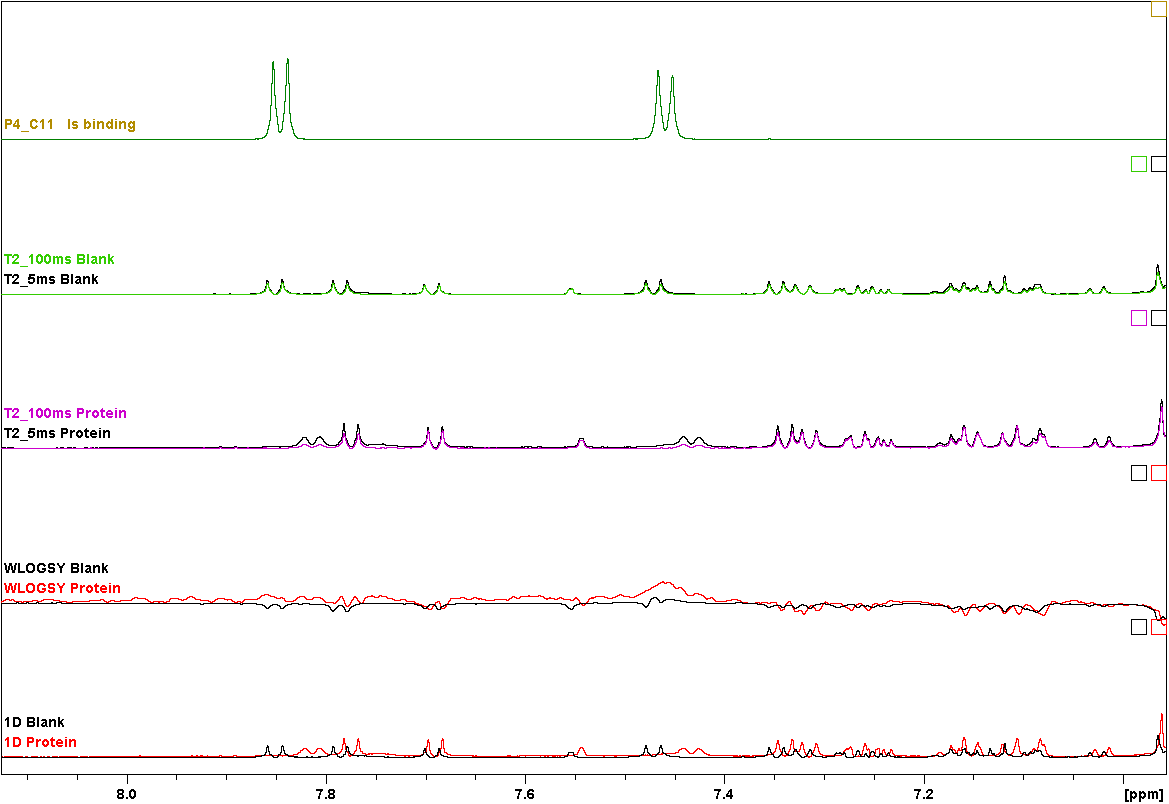 P4_C11 Is binding
T2_100ms Blank
T2_5ms Blank
T2_100ms Protein
T2_5ms Protein
WLOGSY Blank
WLOGSY Protein
1D Blank
1D Protein
8.0 7.8 7.6 7.4 7.2 [ppm]